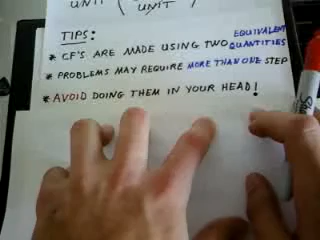 UNIT ( UNIT )
TIPS:
* CF'S ARE MADE USING TWO EQUIVALENT QUANTITIES
* PROBLEMS MAY REQUIRE MORE THAN ONE STEP
* AVOID DOING THEM IN YOUR HEAD!